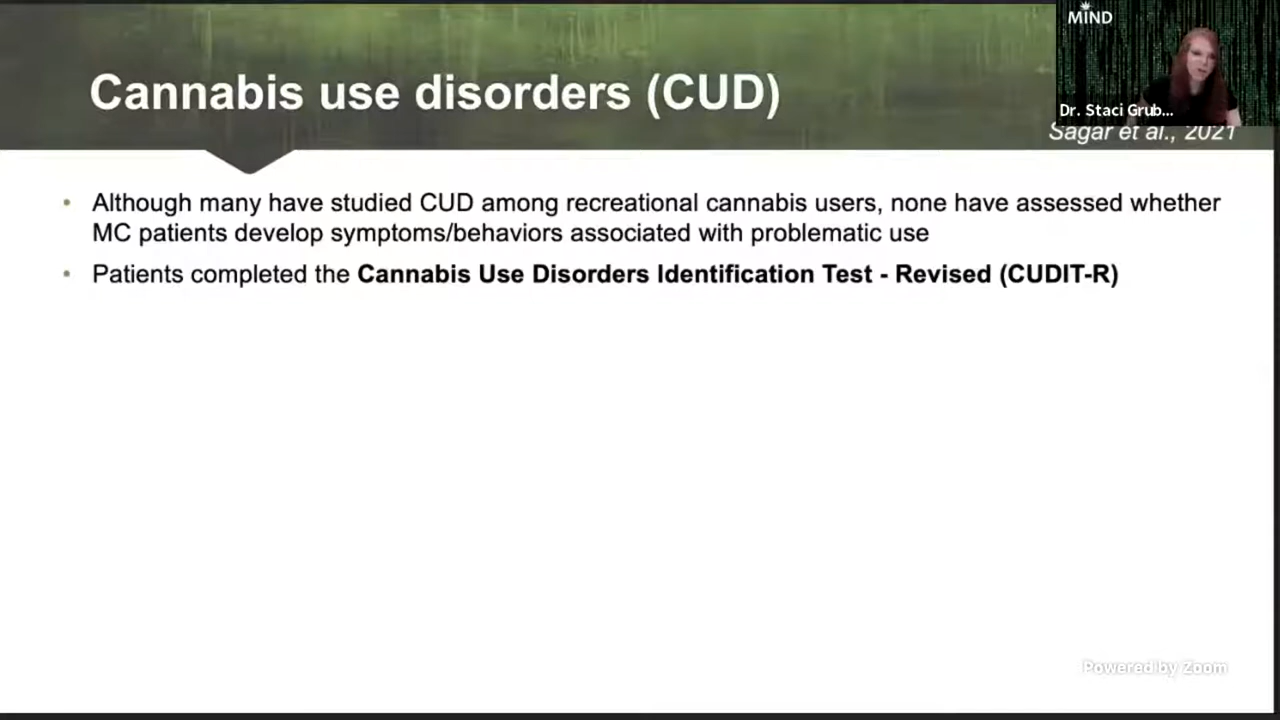 MIND
Cannabis use disorders (CUD)
Dr. Staci Grub...
Sagar et al., 2021
• Although many have studied CUD among recreational cannabis users, none have assessed whether
MC patients develop symptoms/behaviors associated with problematic use
• Patients completed the Cannabis Use Disorders Identification Test - Revised (CUDIT-R)
Powered by Zoom